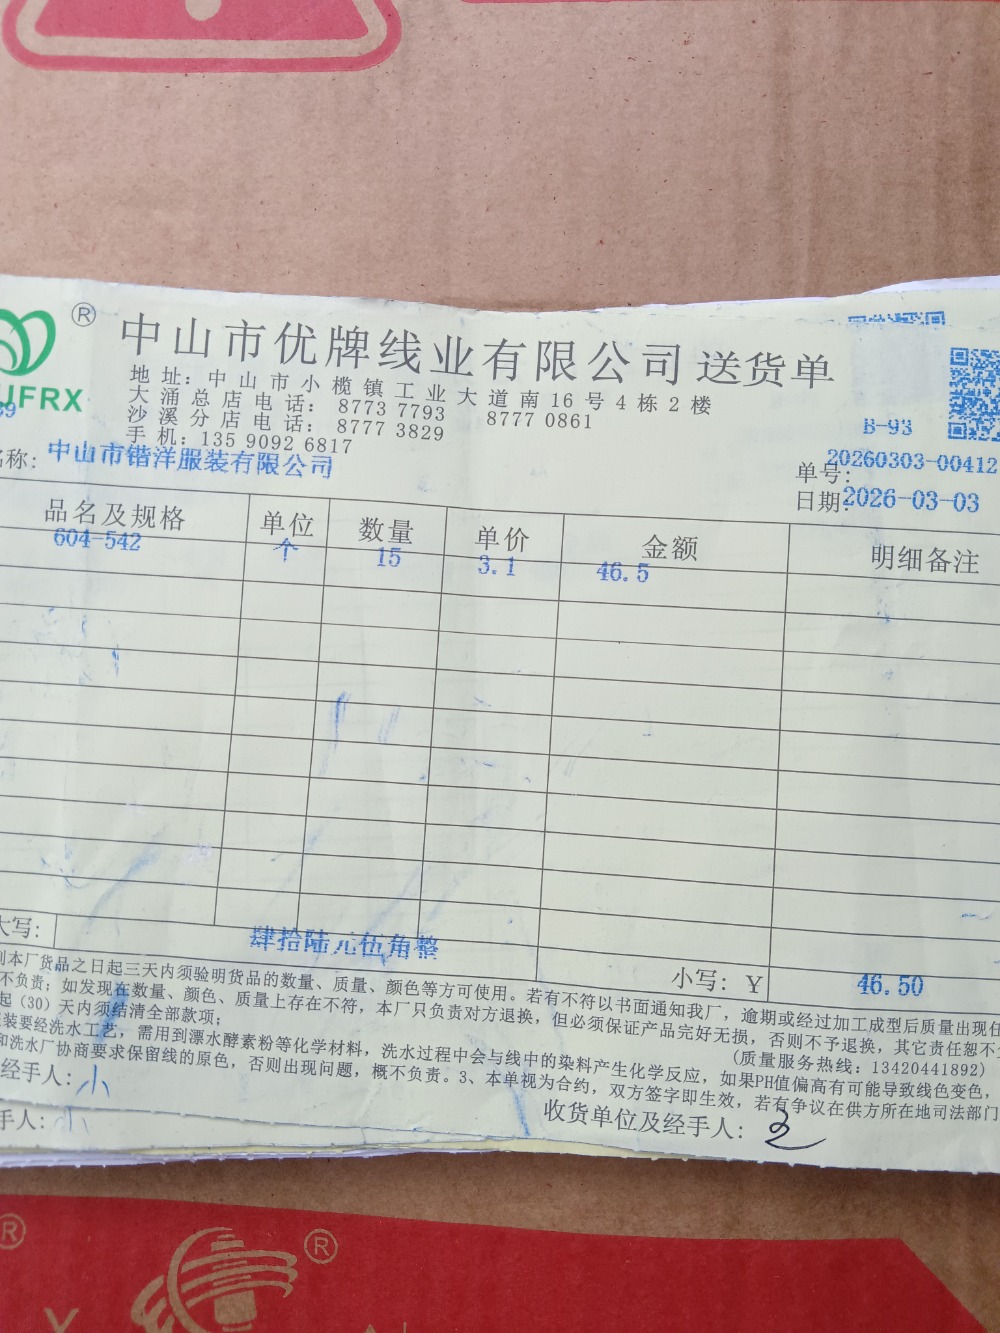 ®
中山市优牌线业有限公司 送货单
UFRX
地址：中山市小榄镇工业大道南16号4栋2楼
大涌总店电话： 8773 7793 8777 0861
沙溪分店电话： 8777 3829
手机：135 9092 6817
B-93
名称：中山市锴洋服装有限公司
单号：20260303-00412
日期：2026-03-03
品名及规格 单位 数量 单价 金额 明细备注
604-542 个 15 3.1 46.5
大写： 肆拾陆元伍角整
小写：Y 46.50
到本厂货品之日起三天内须验明货品的数量、质量、颜色等方可使用。若有不符以书面通知我厂，逾期或经过加工成型后质量出现任
不负责；如发现在数量、颜色、质量上存在不符，本厂只负责对方退换，但必须保证产品完好无损，否则不予退换，其它责任恕不
起（30）天内须结清全部款项；
（质量服务热线：13420441892）
装要经洗水工艺，需用到漂水酵素粉等化学材料，洗水过程中会与线中的染料产生化学反应，如果PH值偏高有可能导致线色变色，
和洗水厂协商要求保留线的原色，否则出现问题，概不负责。3、本单视为合约，双方签字即生效，若有争议在供方所在地司法部门
经手人：小
收货单位及经手人：
手人：小
®
®